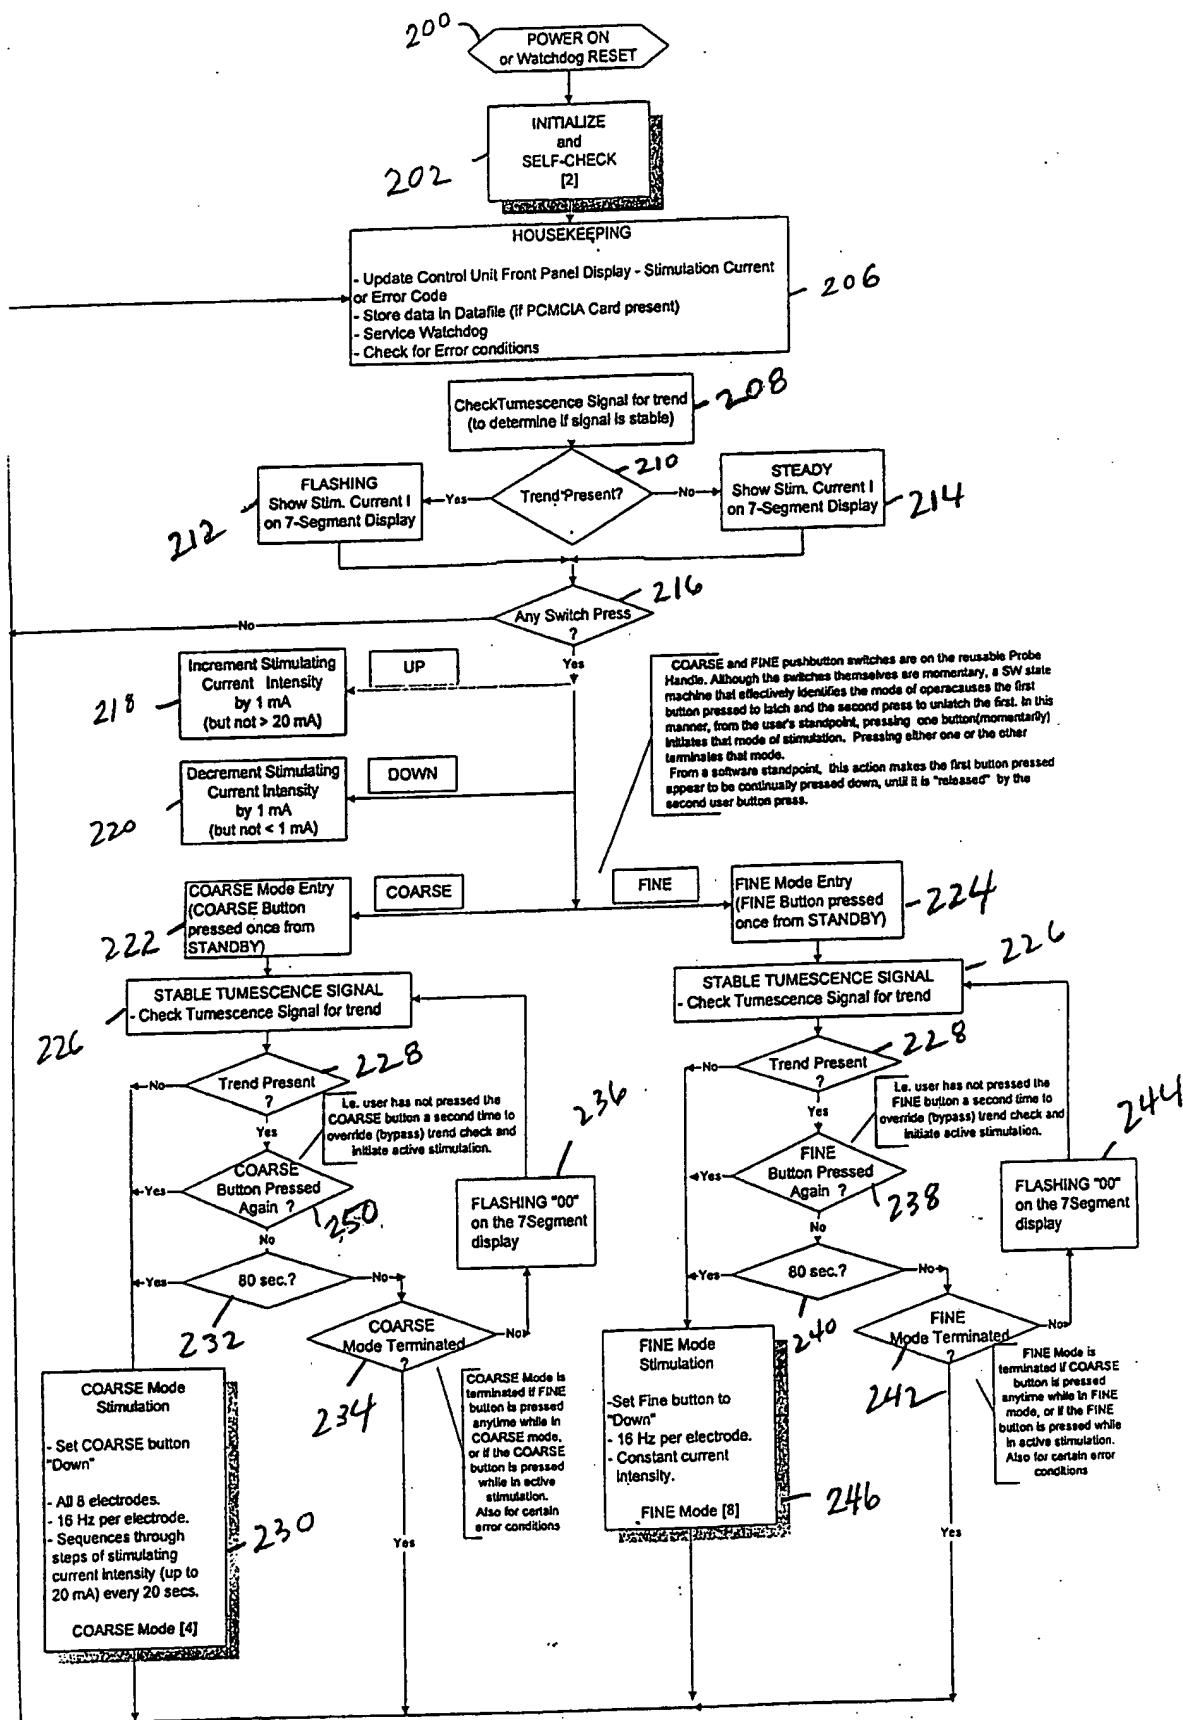 200
POWER ON
or Watchdog RESET
INITIALIZE
and
SELF-CHECK
[2]
202
HOUSEKEEPING
- Update Control Unit Front Panel Display - Stimulation Current
or Error Code
- Store data in Datafile (if PCMCIA Card present)
- Service Watchdog
- Check for Error conditions
206
CheckTumescence Signal for trend
(to determine if signal is stable)
208
FLASHING
Show Stim. Current I
on 7-Segment Display
212
Yes
Trend Present?
210
No
STEADY
Show Stim. Current I
on 7-Segment Display
214
Any Switch Press
?
216
No
Yes
Increment Stimulating
Current Intensity
by 1 mA
(but not > 20 mA)
218
UP
Decrement Stimulating
Current Intensity
by 1 mA
(but not < 1 mA)
220
DOWN
COARSE and FINE pushbutton switches are on the reusable Probe
Handle. Although the switches themselves are momentary, a SW state
machine that effectively identifies the mode of operacauses the first
button pressed to latch and the second press to unlatch the first. In this
manner, from the user's standpoint, pressing one button(momentarily)
initiates that mode of stimulation. Pressing either one or the other
terminates that mode.
From a software standpoint, this action makes the first button pressed
appear to be continually pressed down, until it is "released" by the
second user button press.
COARSE Mode Entry
(COARSE Button
pressed once from
STANDBY)
222
COARSE
FINE
FINE Mode Entry
(FINE Button pressed
once from STANDBY)
224
STABLE TUMESCENCE SIGNAL
- Check Tumescence Signal for trend
226
Trend Present
?
228
No
Yes
i.e. user has not pressed the
COARSE button a second time to
override (bypass) trend check and
initiate active stimulation.
COARSE
Button Pressed
Again ?
250
Yes
No
80 sec.?
232
Yes
No
COARSE
Mode Terminated
?
234
No
Yes
FLASHING "00"
on the 7Segment
display
236
COARSE Mode is
terminated if FINE
button is pressed
anytime while in
COARSE mode,
or if the COARSE
button is pressed
while in active
stimulation.
Also for certain
error conditions
COARSE Mode
Stimulation
- Set COARSE button
"Down"
- All 8 electrodes.
- 16 Hz per electrode.
- Sequences through
steps of stimulating
current intensity (up to
20 mA) every 20 secs.
COARSE Mode [4]
230
STABLE TUMESCENCE SIGNAL
- Check Tumescence Signal for trend
226
Trend Present
?
228
No
Yes
i.e. user has not pressed the
FINE button a second time to
override (bypass) trend check and
initiate active stimulation.
FINE
Button Pressed
Again ?
238
Yes
No
80 sec.?
240
Yes
No
FINE
Mode Terminated
?
242
No
Yes
FLASHING "00"
on the 7Segment
display
244
FINE Mode is
terminated if COARSE
button is pressed
anytime while in FINE
mode, or if the FINE
button is pressed while
in active stimulation.
Also for certain error
conditions
FINE Mode
Stimulation
-Set Fine button to
"Down"
- 16 Hz per electrode.
- Constant current
Intensity.
FINE Mode [8]
246